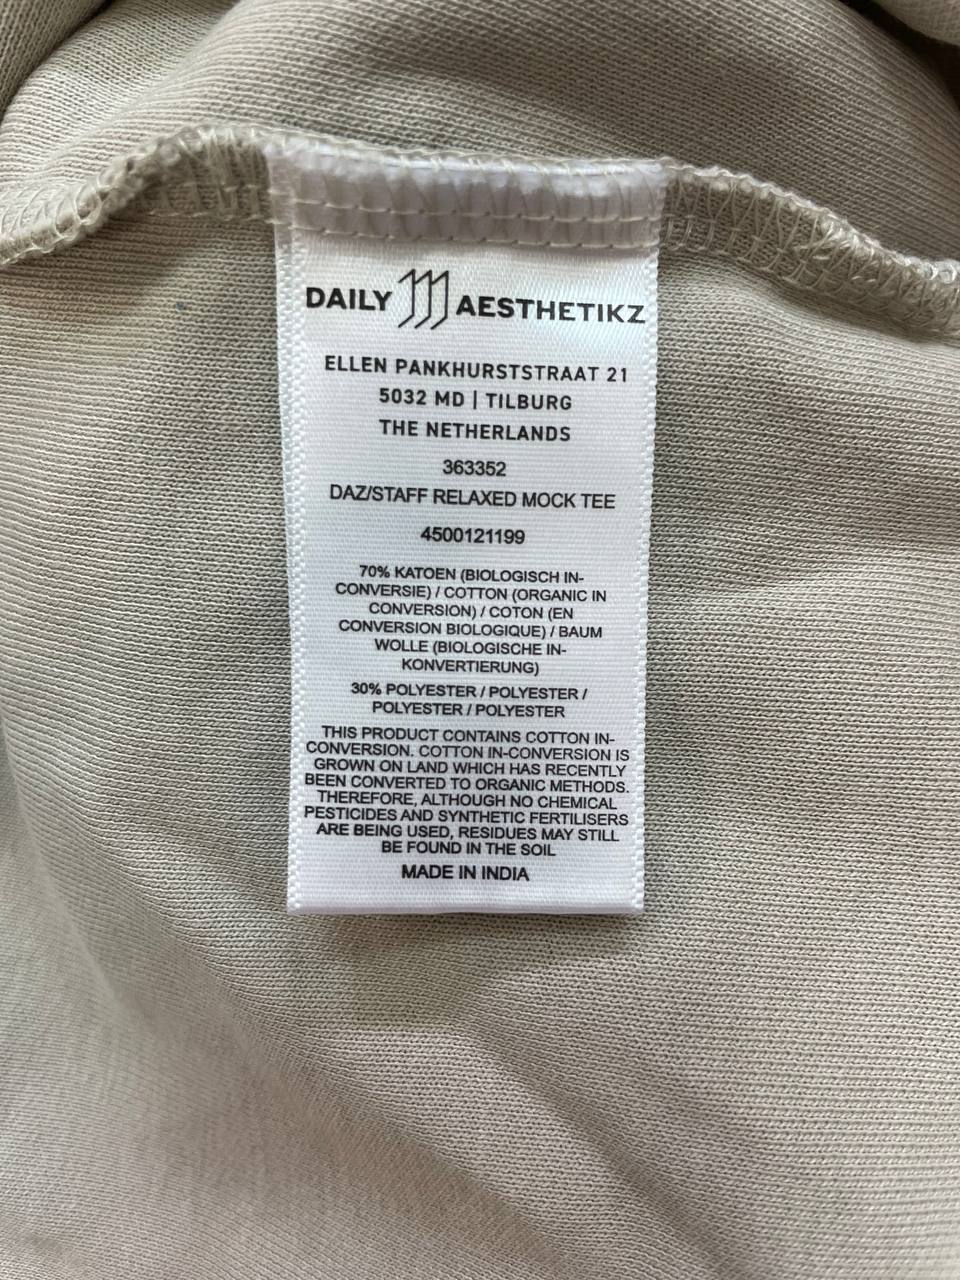 DAILY AESTHETIKZ
ELLEN PANKHURSTSTRAAT 21
5032 MD | TILBURG
THE NETHERLANDS
363352
DAZ/STAFF RELAXED MOCK TEE
4500121199
70% KATOEN (BIOLOGISCH IN-
CONVERSIE) / COTTON (ORGANIC IN
CONVERSION) / COTON (EN
CONVERSION BIOLOGIQUE) / BAUM
WOLLE (BIOLOGISCHE IN-
KONVERTIERUNG)
30% POLYESTER / POLYESTER /
POLYESTER / POLYESTER
THIS PRODUCT CONTAINS COTTON IN-
CONVERSION. COTTON IN-CONVERSION IS
GROWN ON LAND WHICH HAS RECENTLY
BEEN CONVERTED TO ORGANIC METHODS.
THEREFORE, ALTHOUGH NO CHEMICAL
PESTICIDES AND SYNTHETIC FERTILISERS
ARE BEING USED, RESIDUES MAY STILL
BE FOUND IN THE SOIL
MADE IN INDIA